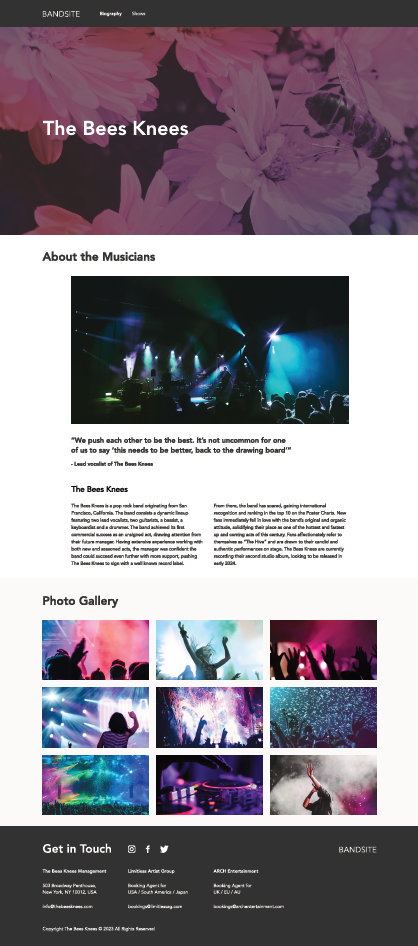 BANDSITE
Biography
Shows
The Bees Knees
About the Musicians
“We push each other to be the best. It’s not uncommon for one
of us to say ‘this needs to be better, back to the drawing board’”
- Lead vocalist of The Bees Knees
The Bees Knees
The Bees Knees is a pop rock band originating from San
Francisco, California. The band consists a dynamic lineup
featuring two lead vocalists, two guitarists, a bassist, a
keyboardist and a drummer. The band achieved its first
commercial success as an unsigned act, drawing attention from
their future manager. Having extensive experience working with
both new and seasoned acts, the manager was confident the
band could succeed even further with more support, pushing
The Bees Knees to sign with a well known record label.
From there, the band has soared, gaining international
recognition and ranking in the top 10 on the Poster Charts. New
fans immediately fall in love with the band's original and organic
attitude, solidifying their place as one of the hottest and fastest
up and coming acts of this century. Fans affectionately refer to
themselves as "The Hive" and are drawn to their candid and
authentic performances on stage. The Bees Knees are currently
recording their second studio album, looking to be released in
early 2024.
Photo Gallery
Get in Touch
BANDSITE
The Bees Knees Management
503 Broadway Penthouse,
New York, NY 10012, USA
info@thebeesknees.com
Limitless Artist Group
Booking Agent for
USA / South America / Japan
bookings@limitlessag.com
ARCH Entertainment
Booking Agent for
UK / EU / AU
bookings@arch-entertainment.com
Copyright The Bees Knees © 2023 All Rights Reserved